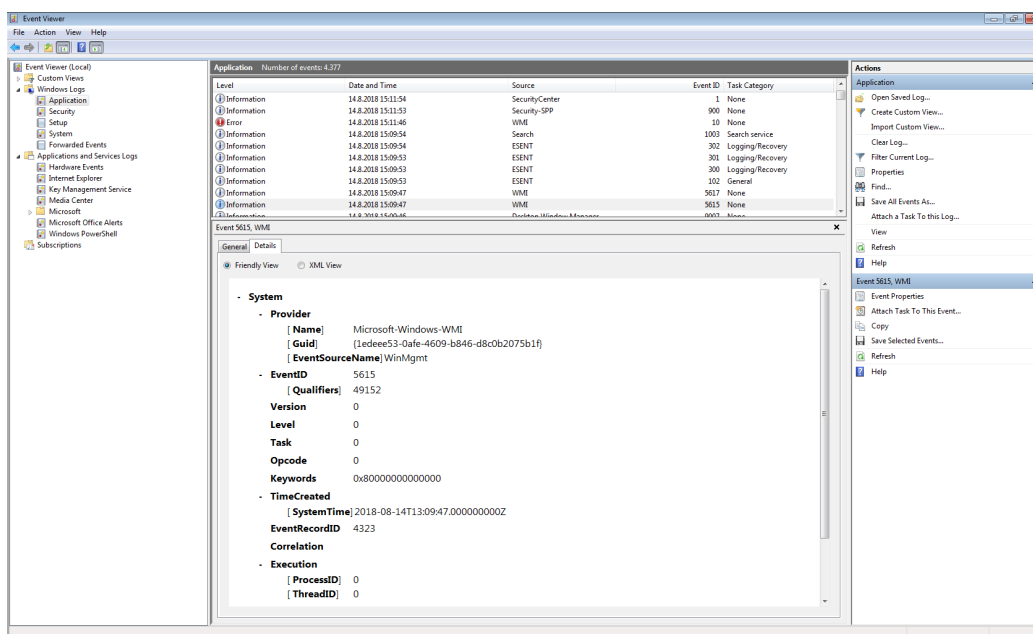 Event Viewer
File Action View Help
Event Viewer (Local)
Custom Views
Windows Logs
Application
Security
Setup
System
Forwarded Events
Applications and Services Logs
Hardware Events
Internet Explorer
Key Management Service
Media Center
Microsoft
Microsoft Office Alerts
Windows PowerShell
Subscriptions
Application Number of events: 4.377
Level Date and Time Source Event ID Task Category
Information 14.8.2018 15:11:54 SecurityCenter 1 None
Information 14.8.2018 15:11:53 Security-SPP 900 None
Error 14.8.2018 15:11:46 WMI 10 None
Information 14.8.2018 15:09:54 Search 1003 Search service
Information 14.8.2018 15:09:54 ESENT 302 Logging/Recovery
Information 14.8.2018 15:09:53 ESENT 301 Logging/Recovery
Information 14.8.2018 15:09:53 ESENT 300 Logging/Recovery
Information 14.8.2018 15:09:53 ESENT 102 General
Information 14.8.2018 15:09:47 WMI 5617 None
Information 14.8.2018 15:09:47 WMI 5615 None
Information 14.8.2018 15:09:46 Desktop Window Manager 9007 None
Event 5615, WMI
General Details
Friendly View XML View
- System
- Provider
[ Name] Microsoft-Windows-WMI
[ Guid] {1edeee53-0afe-4609-b846-d8c0b2075b1f}
[ EventSourceName] WinMgmt
- EventID 5615
[ Qualifiers] 49152
Version 0
Level 0
Task 0
Opcode 0
Keywords 0x80000000000000
- TimeCreated
[ SystemTime] 2018-08-14T13:09:47.000000000Z
EventRecordID 4323
Correlation
- Execution
[ ProcessID] 0
[ ThreadID] 0
Actions
Application
Open Saved Log...
Create Custom View...
Import Custom View...
Clear Log...
Filter Current Log...
Properties
Find...
Save All Events As...
Attach a Task To this Log...
View
Refresh
Help
Event 5615, WMI
Event Properties
Attach Task To This Event...
Copy
Save Selected Events...
Refresh
Help